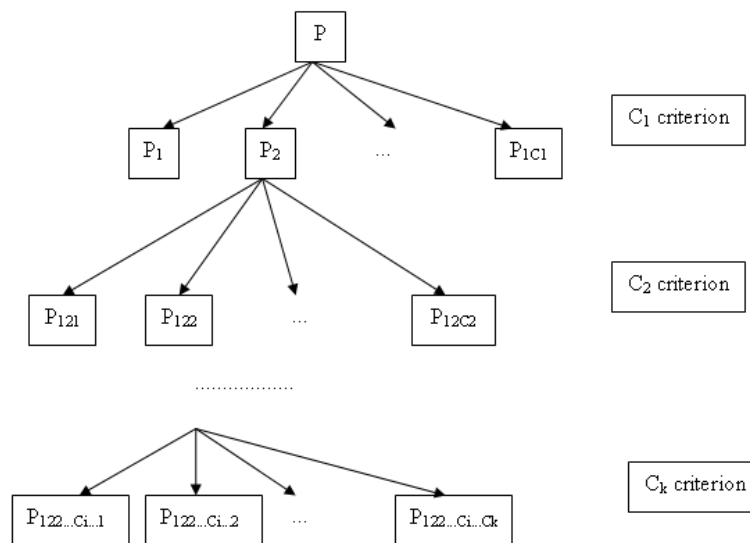 P
C₁ criterion
P₁ P₂ ... P₁C₁
C₂ criterion
P₁₂₁ P₁₂₂ ... P₁₂C₂
..................
P₁₂₂...Cᵢ...₁ P₁₂₂...Cᵢ...₂ ... P₁₂₂...Cᵢ...Cₖ
Cₖ criterion